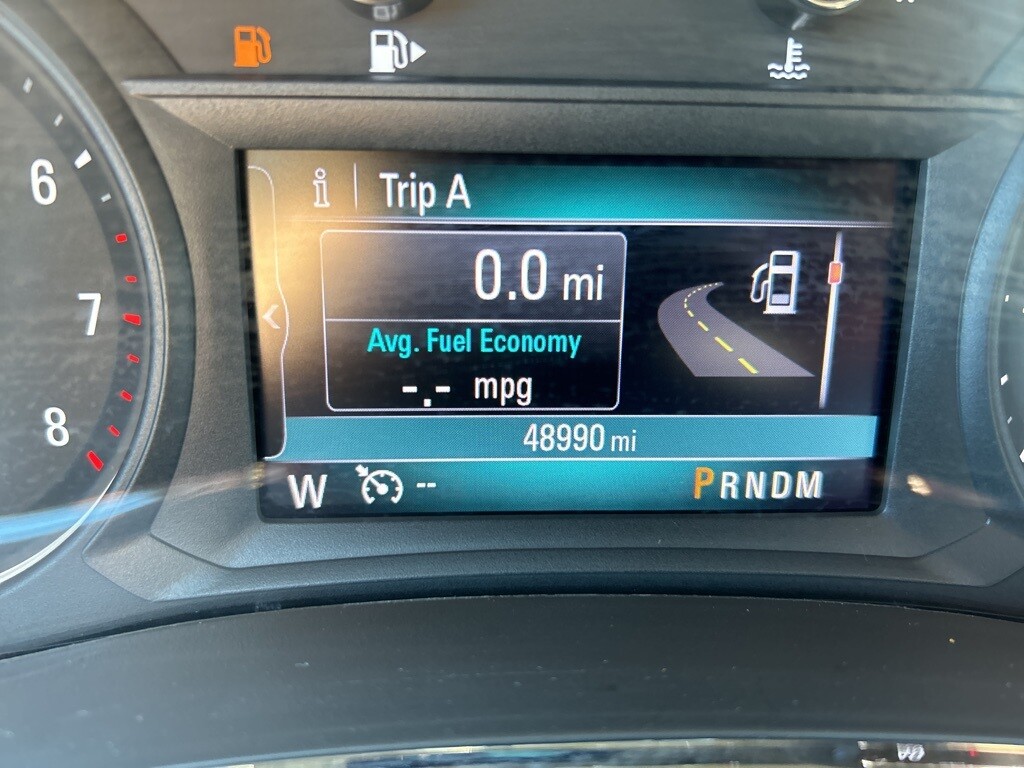 6
7
8
i Trip A
0.0 mi
Avg. Fuel Economy
-.- mpg
48990 mi
W -- PRNDM